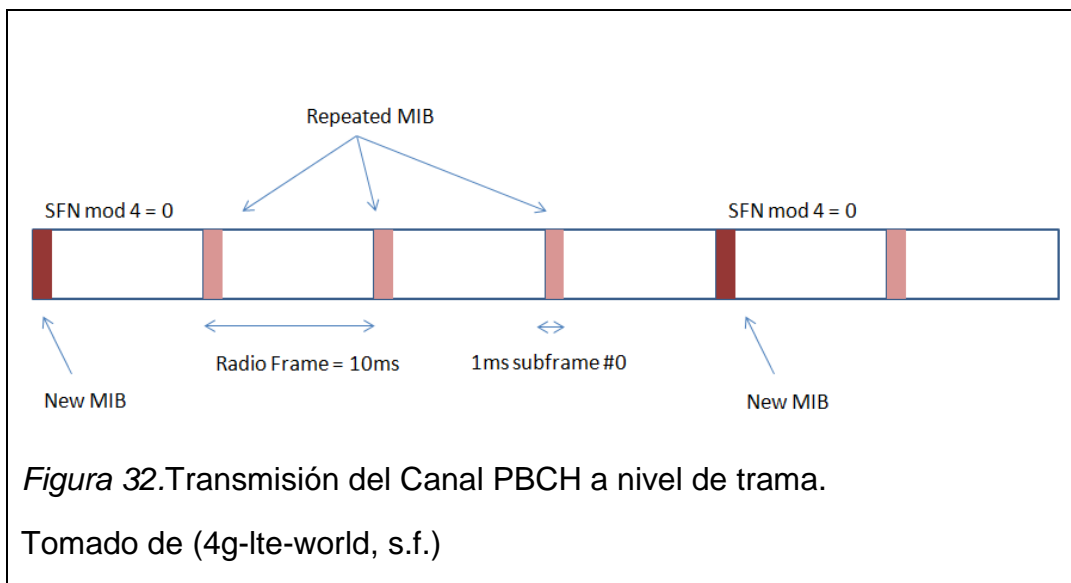 Repeated MIB
SFN mod 4 = 0
SFN mod 4 = 0
Radio Frame = 10ms
1ms subframe #0
New MIB
New MIB
Figura 32.Transmisión del Canal PBCH a nivel de trama.
Tomado de (4g-lte-world, s.f.)